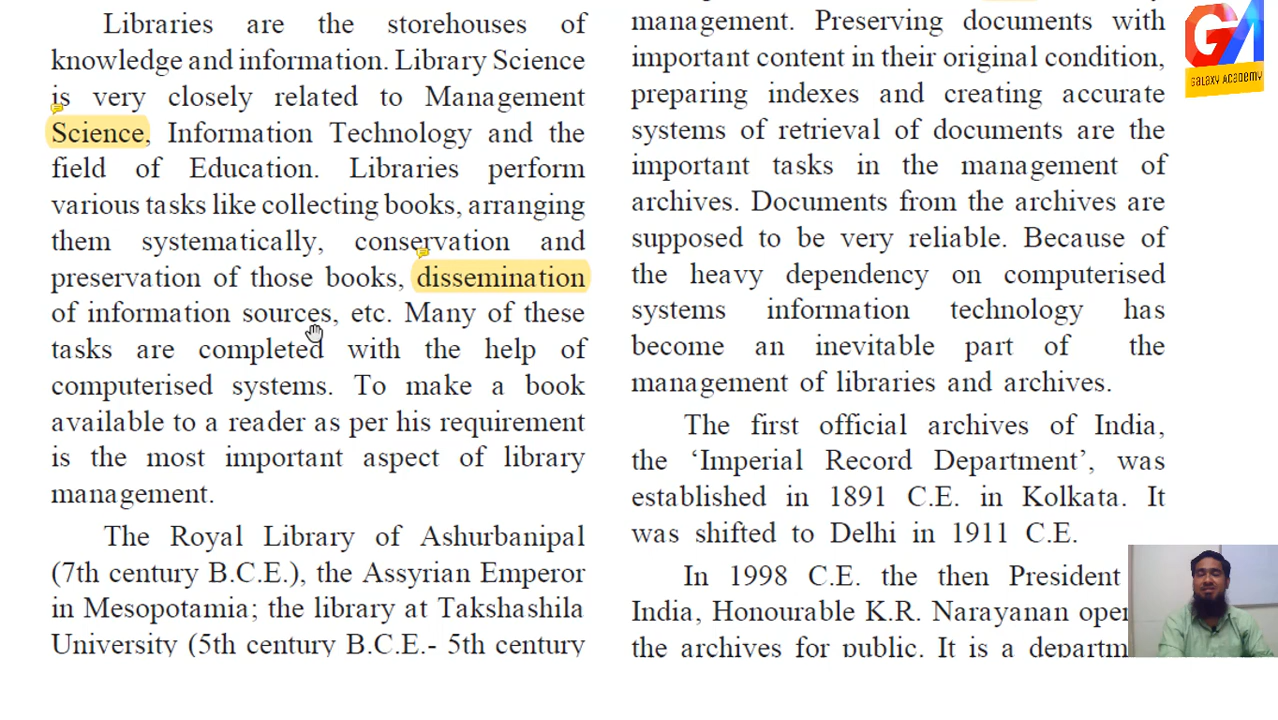 Libraries are the storehouses of
knowledge and information. Library Science
is very closely related to Management
Science, Information Technology and the
field of Education. Libraries perform
various tasks like collecting books, arranging
them systematically, conservation and
preservation of those books, dissemination
of information sources, etc. Many of these
tasks are completed with the help of
computerised systems. To make a book
available to a reader as per his requirement
is the most important aspect of library
management.
The Royal Library of Ashurbanipal
(7th century B.C.E.), the Assyrian Emperor
in Mesopotamia; the library at Takshashila
University (5th century B.C.E.- 5th century
management. Preserving documents with
important content in their original condition,
preparing indexes and creating accurate
systems of retrieval of documents are the
important tasks in the management of
archives. Documents from the archives are
supposed to be very reliable. Because of
the heavy dependency on computerised
systems information technology has
become an inevitable part of the
management of libraries and archives.
The first official archives of India,
the ‘Imperial Record Department’, was
established in 1891 C.E. in Kolkata. It
was shifted to Delhi in 1911 C.E.
In 1998 C.E. the then President
India, Honourable K.R. Narayanan oper
the archives for public. It is a departm
GA
GALAXY ACADEMY